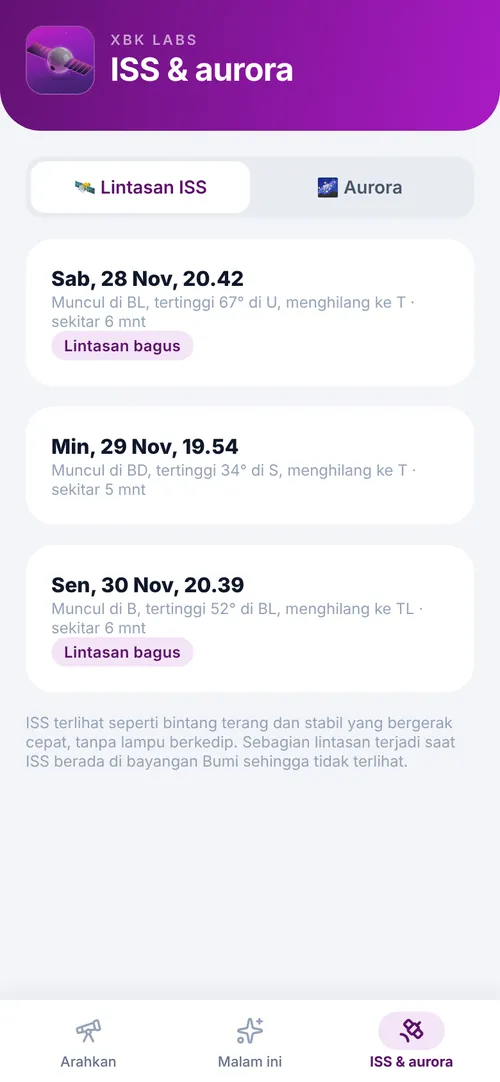 XBK LABS
ISS & aurora
Lintasan ISS
Aurora
Sab, 28 Nov, 20.42
Muncul di BL, tertinggi 67° di U, menghilang ke T ·
sekitar 6 mnt
Lintasan bagus
Min, 29 Nov, 19.54
Muncul di BD, tertinggi 34° di S, menghilang ke T ·
sekitar 5 mnt
Sen, 30 Nov, 20.39
Muncul di B, tertinggi 52° di BL, menghilang ke TL ·
sekitar 6 mnt
Lintasan bagus
ISS terlihat seperti bintang terang dan stabil yang bergerak
cepat, tanpa lampu berkedip. Sebagian lintasan terjadi saat
ISS berada di bayangan Bumi sehingga tidak terlihat.
Arahkan
Malam ini
ISS & aurora